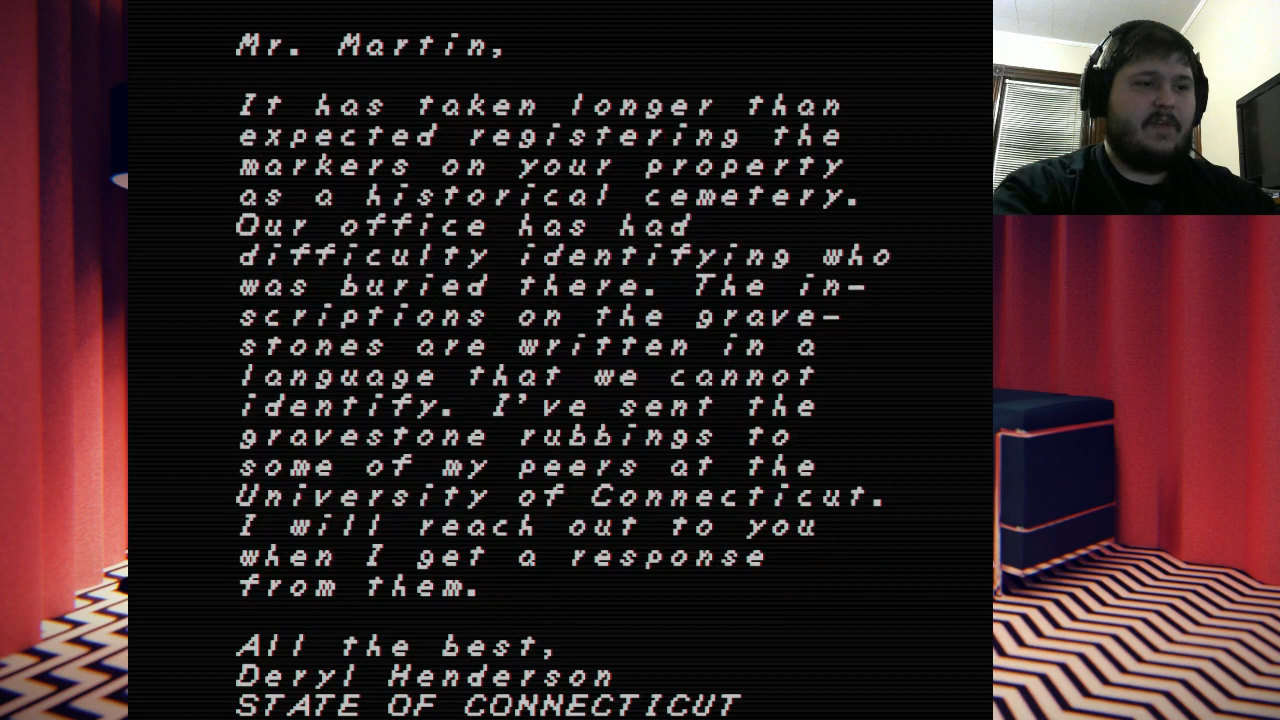 Mr. Martin,
It has taken longer than
expected registering the
markers on your property
as a historical cemetery.
Our office has had
difficulty identifying who
was buried there. The in-
scriptions on the grave-
stones are written in a
language that we cannot
identify. I've sent the
gravestone rubbings to
some of my peers at the
University of Connecticut.
I will reach out to you
when I get a response
from them.
All the best,
Deryl Henderson
STATE OF CONNECTICUT